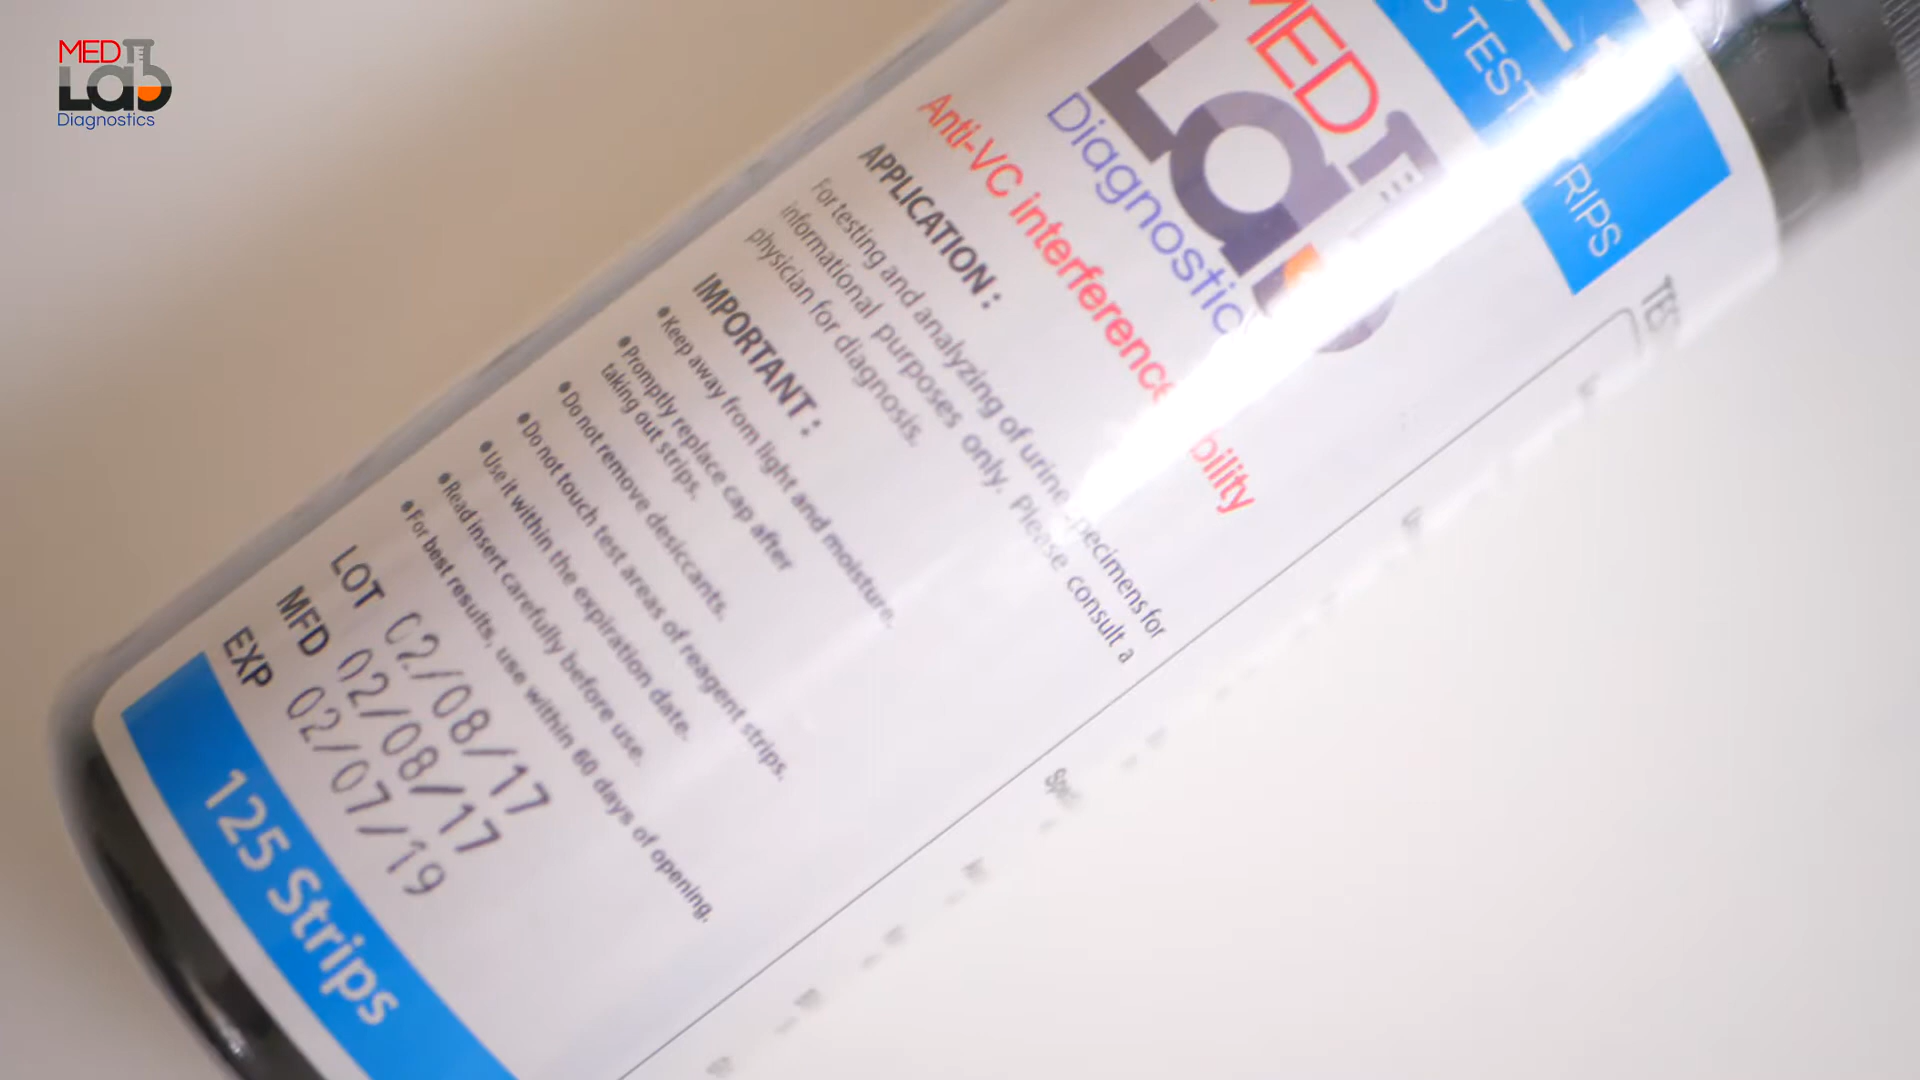 MED
Lab
Diagnostics
TEST
RIPS
MED
La
Diagnostic
Anti-VC
APPLICATION :
For testing and analyzing of urine for
informational purposes only. Please consult a
physician for diagnosis.
IMPORTANT :
• Keep away from light and moisture.
• Promptly replace cap after
taking out strips.
• Do not remove desiccants.
• Do not touch test areas of reagent strips.
• Use it within the expiration date.
• Read insert carefully before use.
• For best results, use within 60 days of opening.
LOT 02/08/17
MFD 02/08/17
EXP 02/07/19
125 Strips